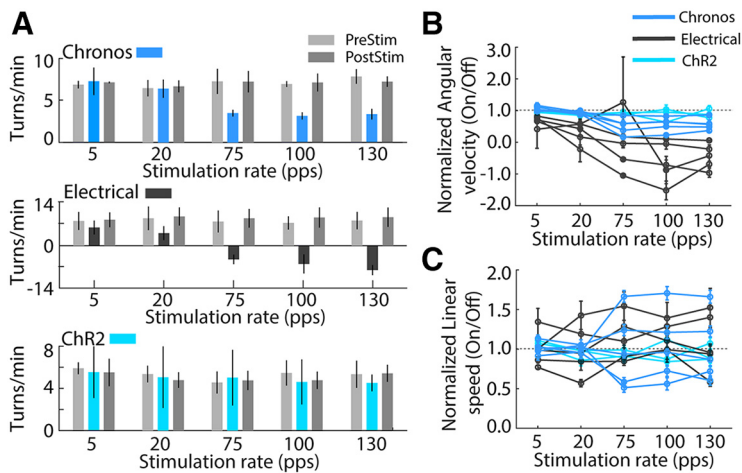 A
Chronos
PreStim
PostStim
Turns/min
10
5
0
5 20 75 100 130
Stimulation rate (pps)
Electrical
Turns/min
14
0
-14
5 20 75 100 130
Stimulation rate (pps)
ChR2
Turns/min
8
4
0
5 20 75 100 130
Stimulation rate (pps)
B
Chronos
Electrical
ChR2
Normalized Angular
velocity (On/Off)
3.0
2.0
1.0
0.0
-1.0
-2.0
5 20 75 100 130
Stimulation rate (pps)
C
Normalized Linear
speed (On/Off)
2.0
1.5
1.0
0.5
0.0
5 20 75 100 130
Stimulation rate (pps)